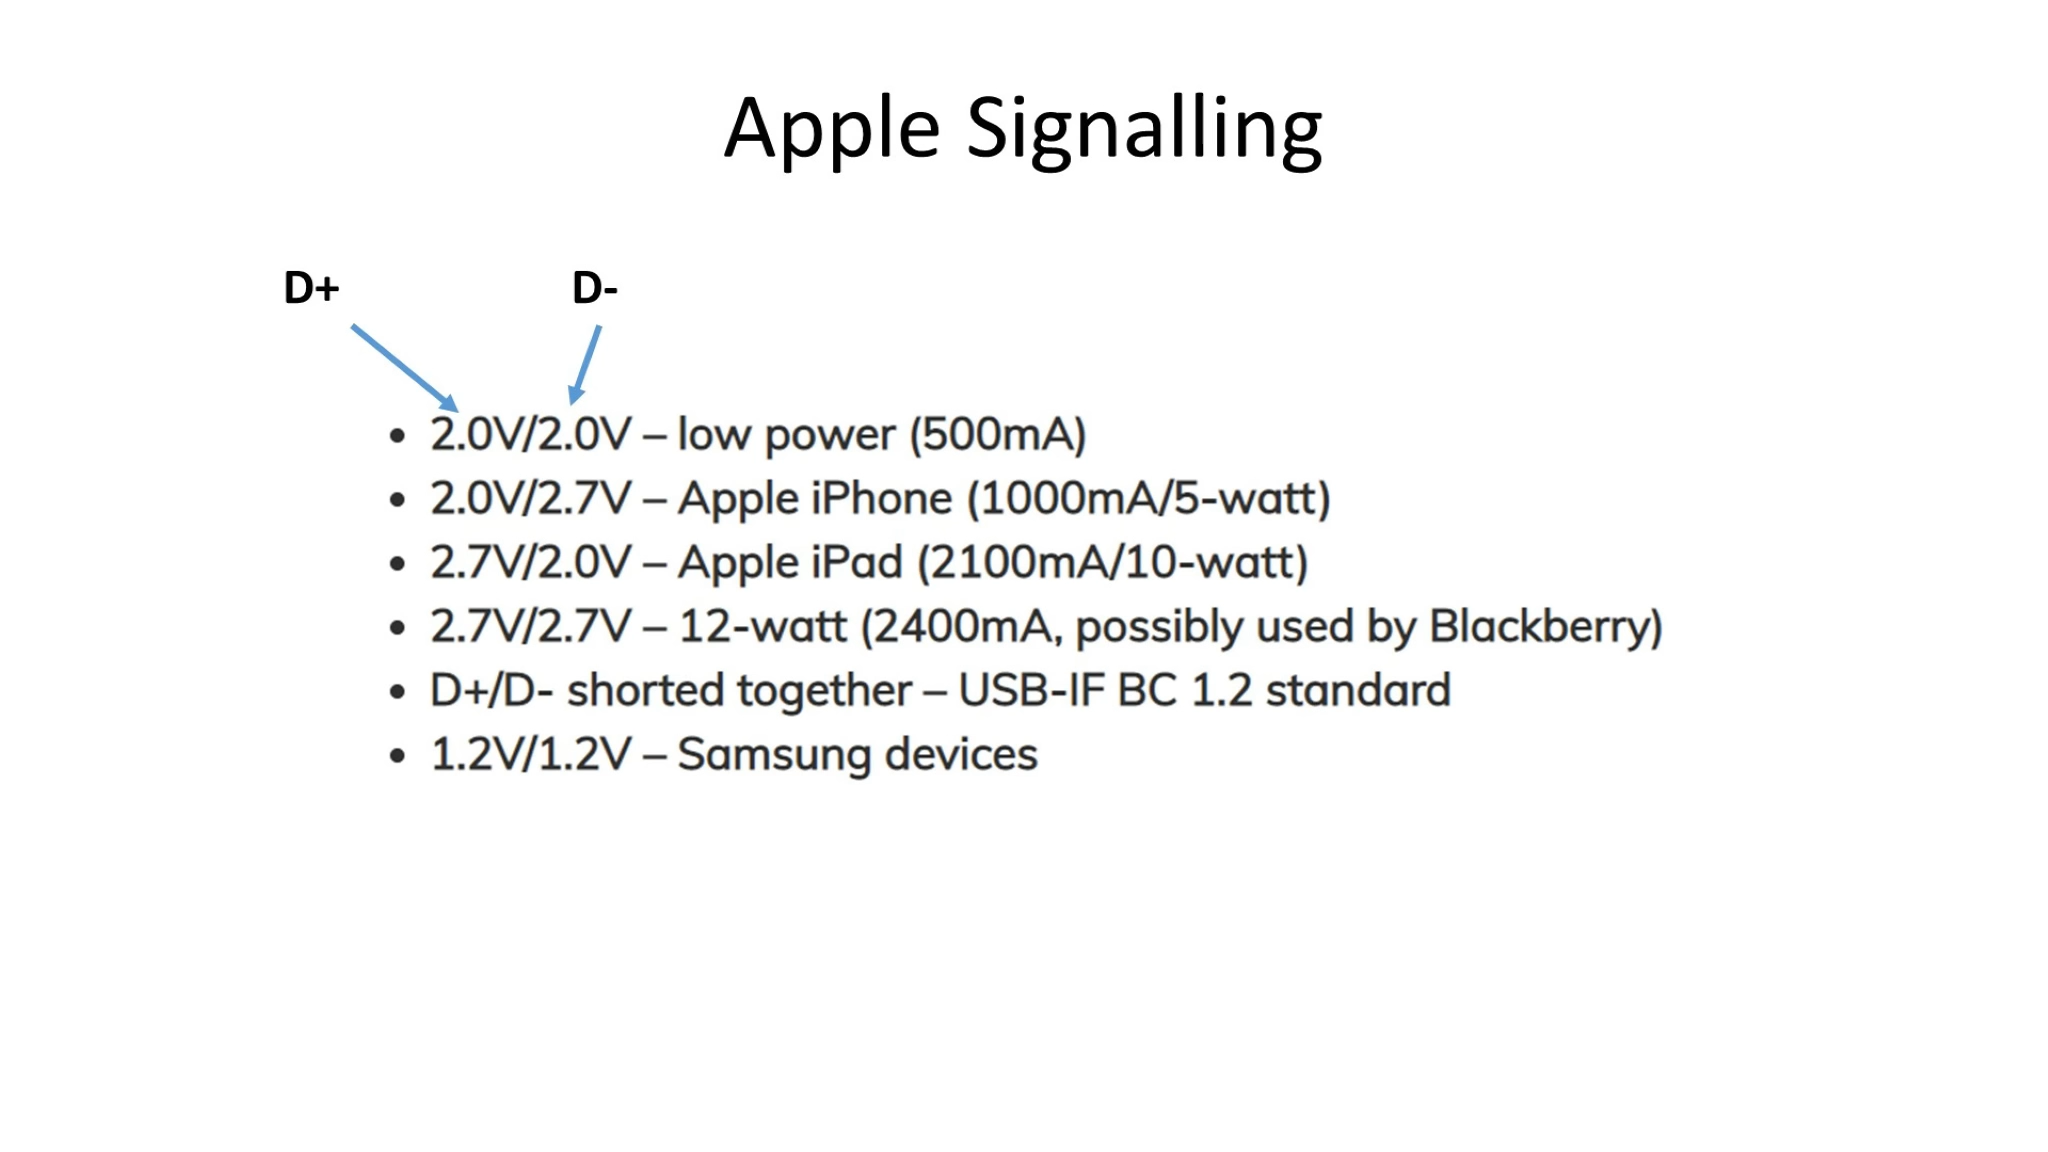 Apple Signalling
D+ D-
• 2.0V/2.0V – low power (500mA)
• 2.0V/2.7V – Apple iPhone (1000mA/5-watt)
• 2.7V/2.0V – Apple iPad (2100mA/10-watt)
• 2.7V/2.7V – 12-watt (2400mA, possibly used by Blackberry)
• D+/D- shorted together – USB-IF BC 1.2 standard
• 1.2V/1.2V – Samsung devices